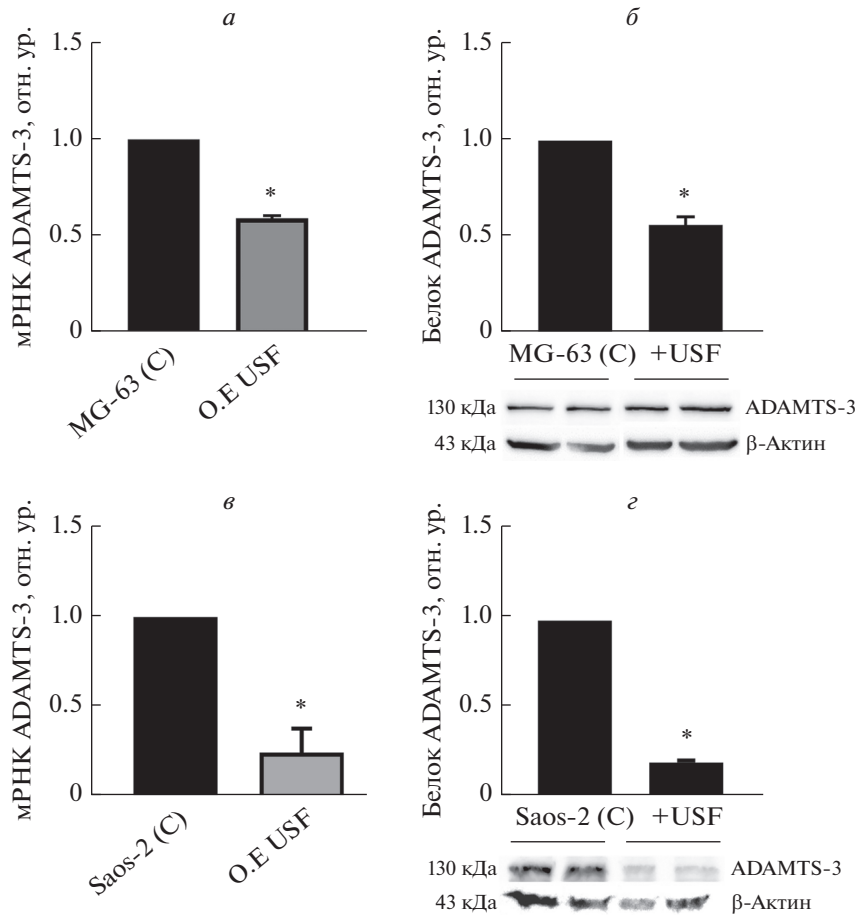 а
мРНК ADAMTS-3, отн. ур.
1.5
1.0
0.5
0
*
MG-63 (C)
O.E USF
б
Белок ADAMTS-3, отн. ур.
1.5
1.0
0.5
0
*
MG-63 (C) +USF
130 кДа ADAMTS-3
43 кДа β-Актин
в
мРНК ADAMTS-3, отн. ур.
1.5
1.0
0.5
0
*
Saos-2 (C)
O.E USF
г
Белок ADAMTS-3, отн. ур.
1.5
1.0
0.5
0
*
Saos-2 (C) +USF
130 кДа ADAMTS-3
43 кДа β-Актин